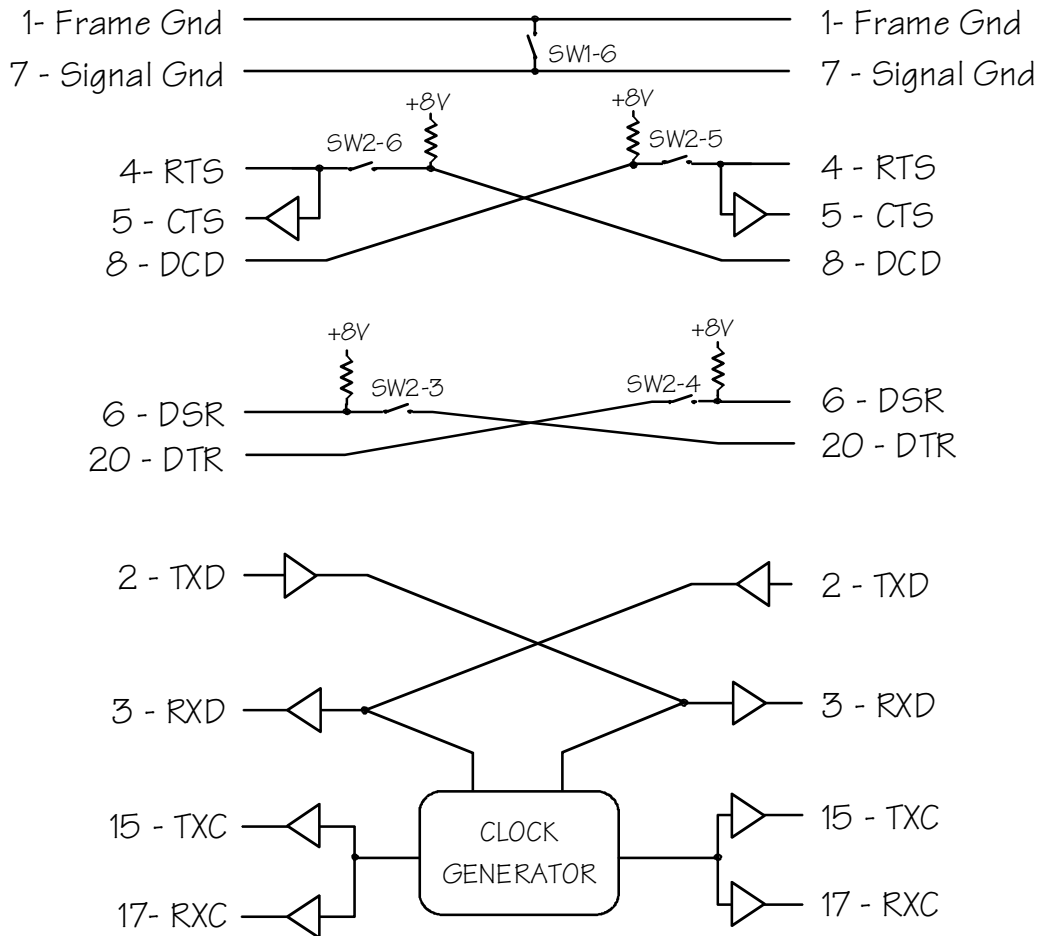 1- Frame Gnd
1- Frame Gnd
SW1-6
7 - Signal Gnd
7 - Signal Gnd
+8V
+8V
SW2-6
SW2-5
4- RTS
4 - RTS
5 - CTS
5 - CTS
8 - DCD
8 - DCD
+8V
+8V
SW2-3
SW2-4
6 - DSR
6 - DSR
20 - DTR
20 - DTR
2 - TXD
2 - TXD
3 - RXD
3 - RXD
15 - TXC
CLOCK
GENERATOR
15 - TXC
17- RXC
17 - RXC